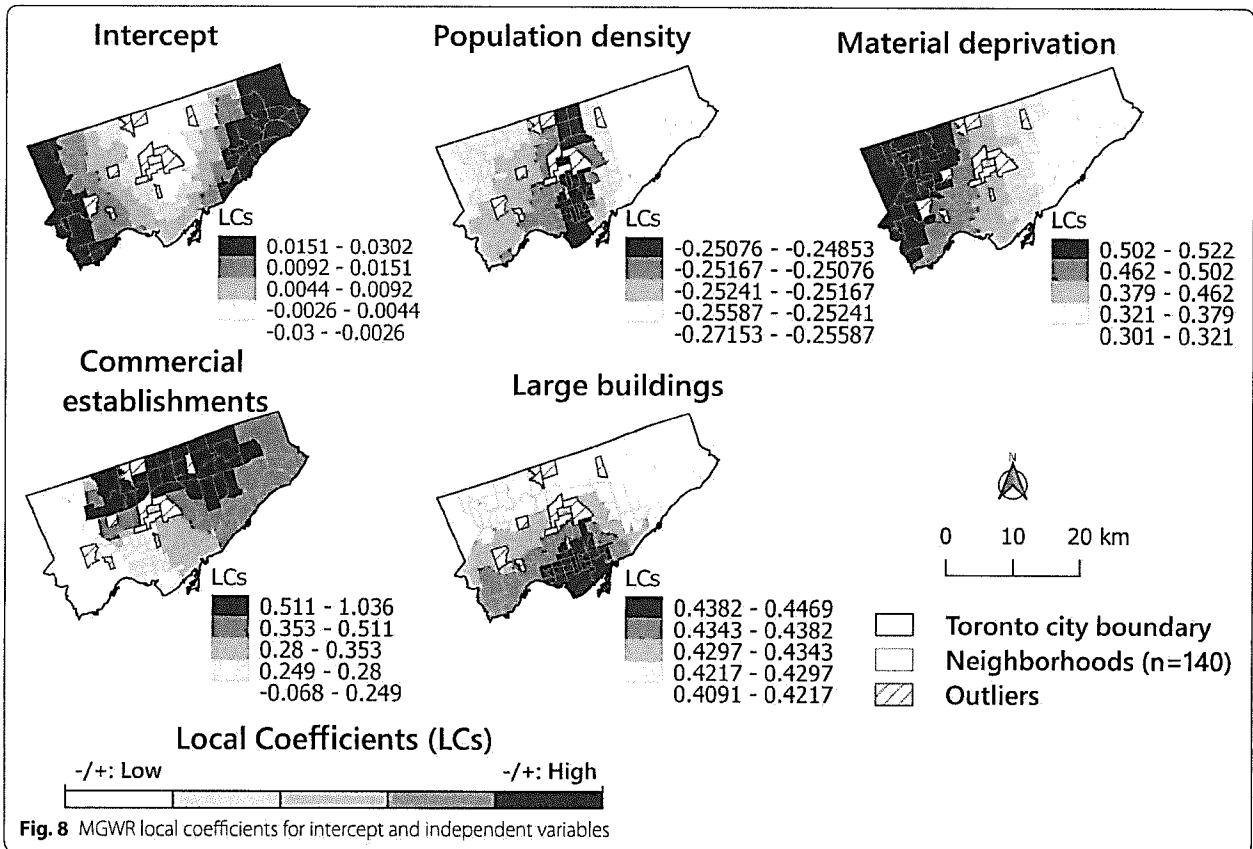 Intercept
Population density
Material deprivation
LCs
0.0151 - 0.0302
0.0092 - 0.0151
0.0044 - 0.0092
-0.0026 - 0.0044
-0.03 - -0.0026
LCs
-0.25076 - -0.24853
-0.25167 - -0.25076
-0.25241 - -0.25167
-0.25587 - -0.25241
-0.27153 - -0.25587
LCs
0.502 - 0.522
0.462 - 0.502
0.379 - 0.462
0.321 - 0.379
0.301 - 0.321
Commercial
establishments
Large buildings
LCs
0.511 - 1.036
0.353 - 0.511
0.28 - 0.353
0.249 - 0.28
-0.068 - 0.249
LCs
0.4382 - 0.4469
0.4343 - 0.4382
0.4297 - 0.4343
0.4217 - 0.4297
0.4091 - 0.4217
N
0 10 20 km
Toronto city boundary
Neighborhoods (n=140)
Outliers
Local Coefficients (LCs)
-/+: Low -/+: High
Fig. 8 MGWR local coefficients for intercept and independent variables